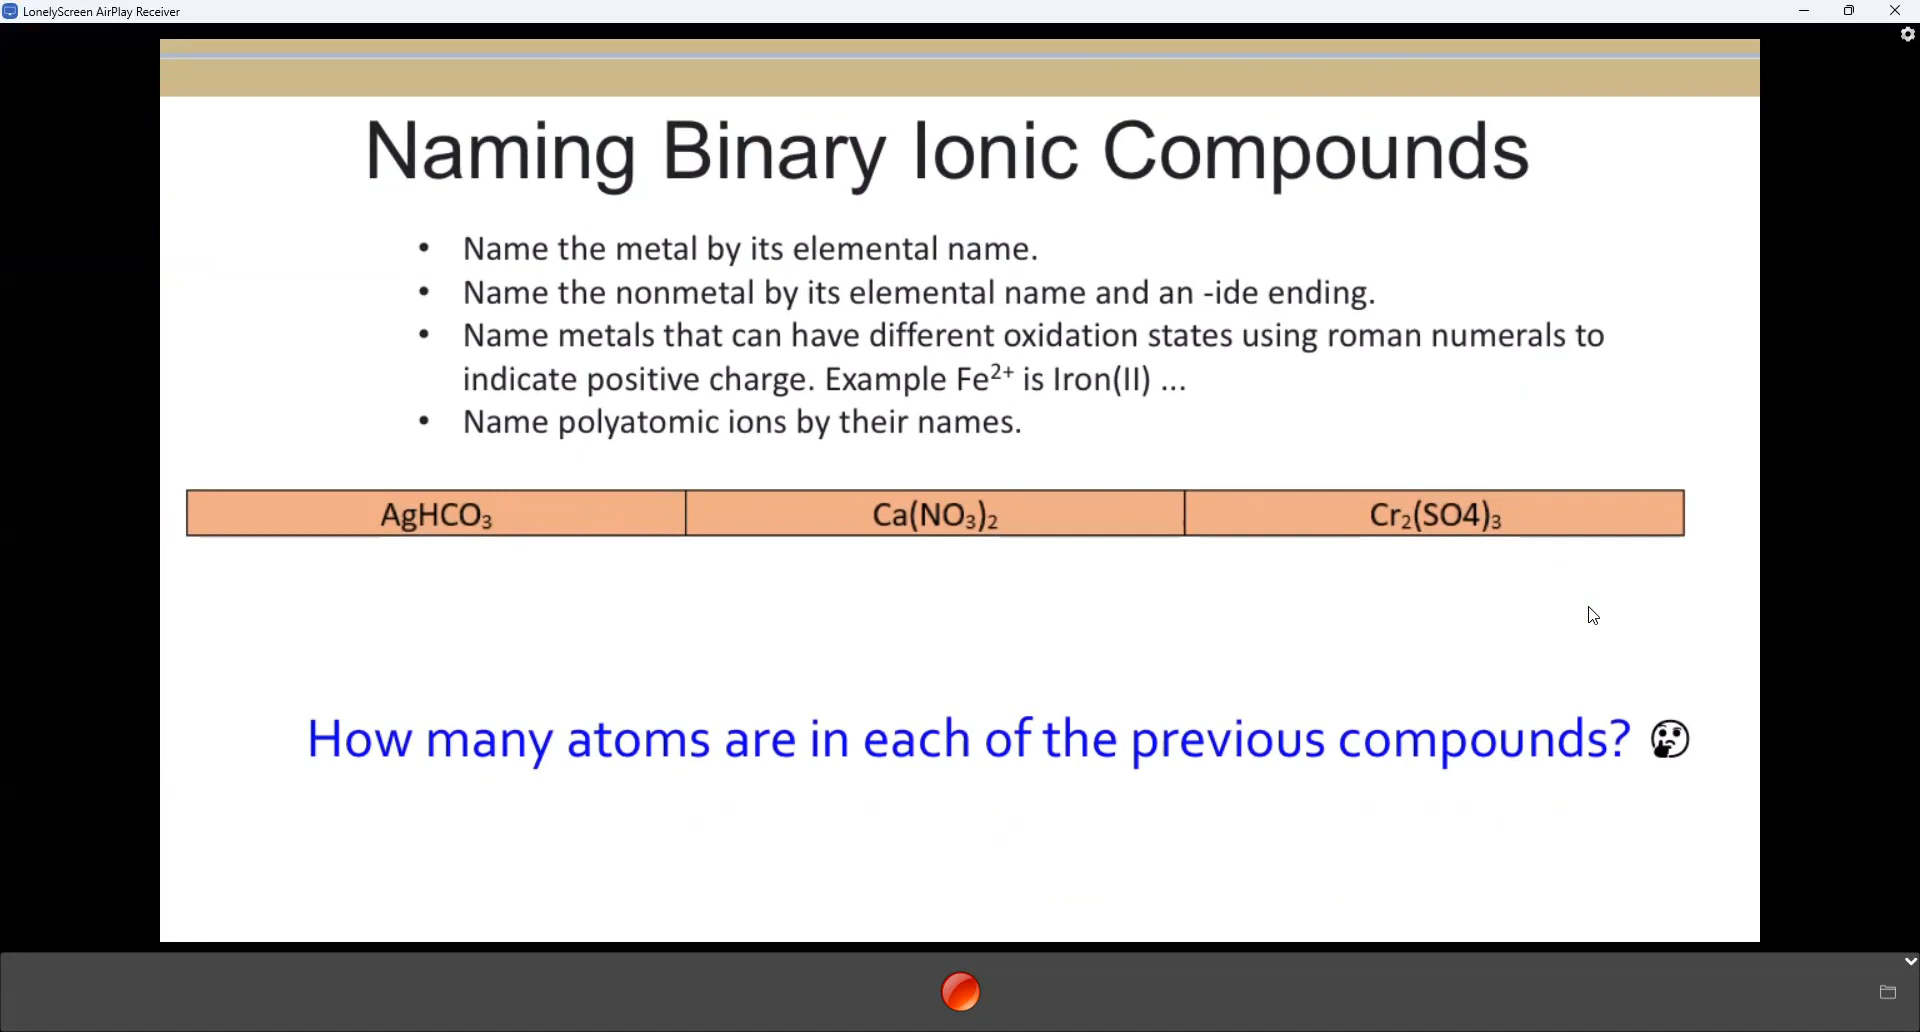 LonelyScreen AirPlay Receiver
Naming Binary Ionic Compounds
• Name the metal by its elemental name.
• Name the nonmetal by its elemental name and an -ide ending.
• Name metals that can have different oxidation states using roman numerals to
indicate positive charge. Example Fe²⁺ is Iron(II) ...
• Name polyatomic ions by their names.
AgHCO₃ Ca(NO₃)₂ Cr₂(SO4)₃
How many atoms are in each of the previous compounds? 🤔